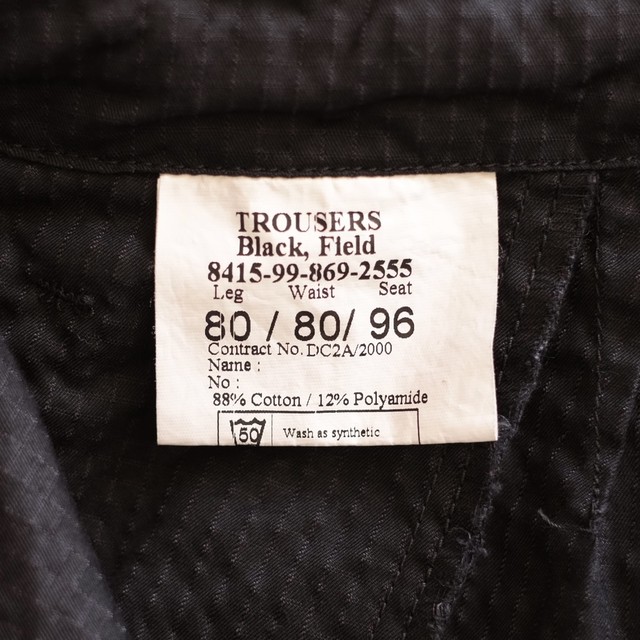 TROUSERS
Black, Field
8415-99-869-2555
Leg Waist Seat
80 / 80/ 96
Contract No. DC2A/2000
Name :
No :
88% Cotton / 12% Polyamide
50 Wash as synthetic